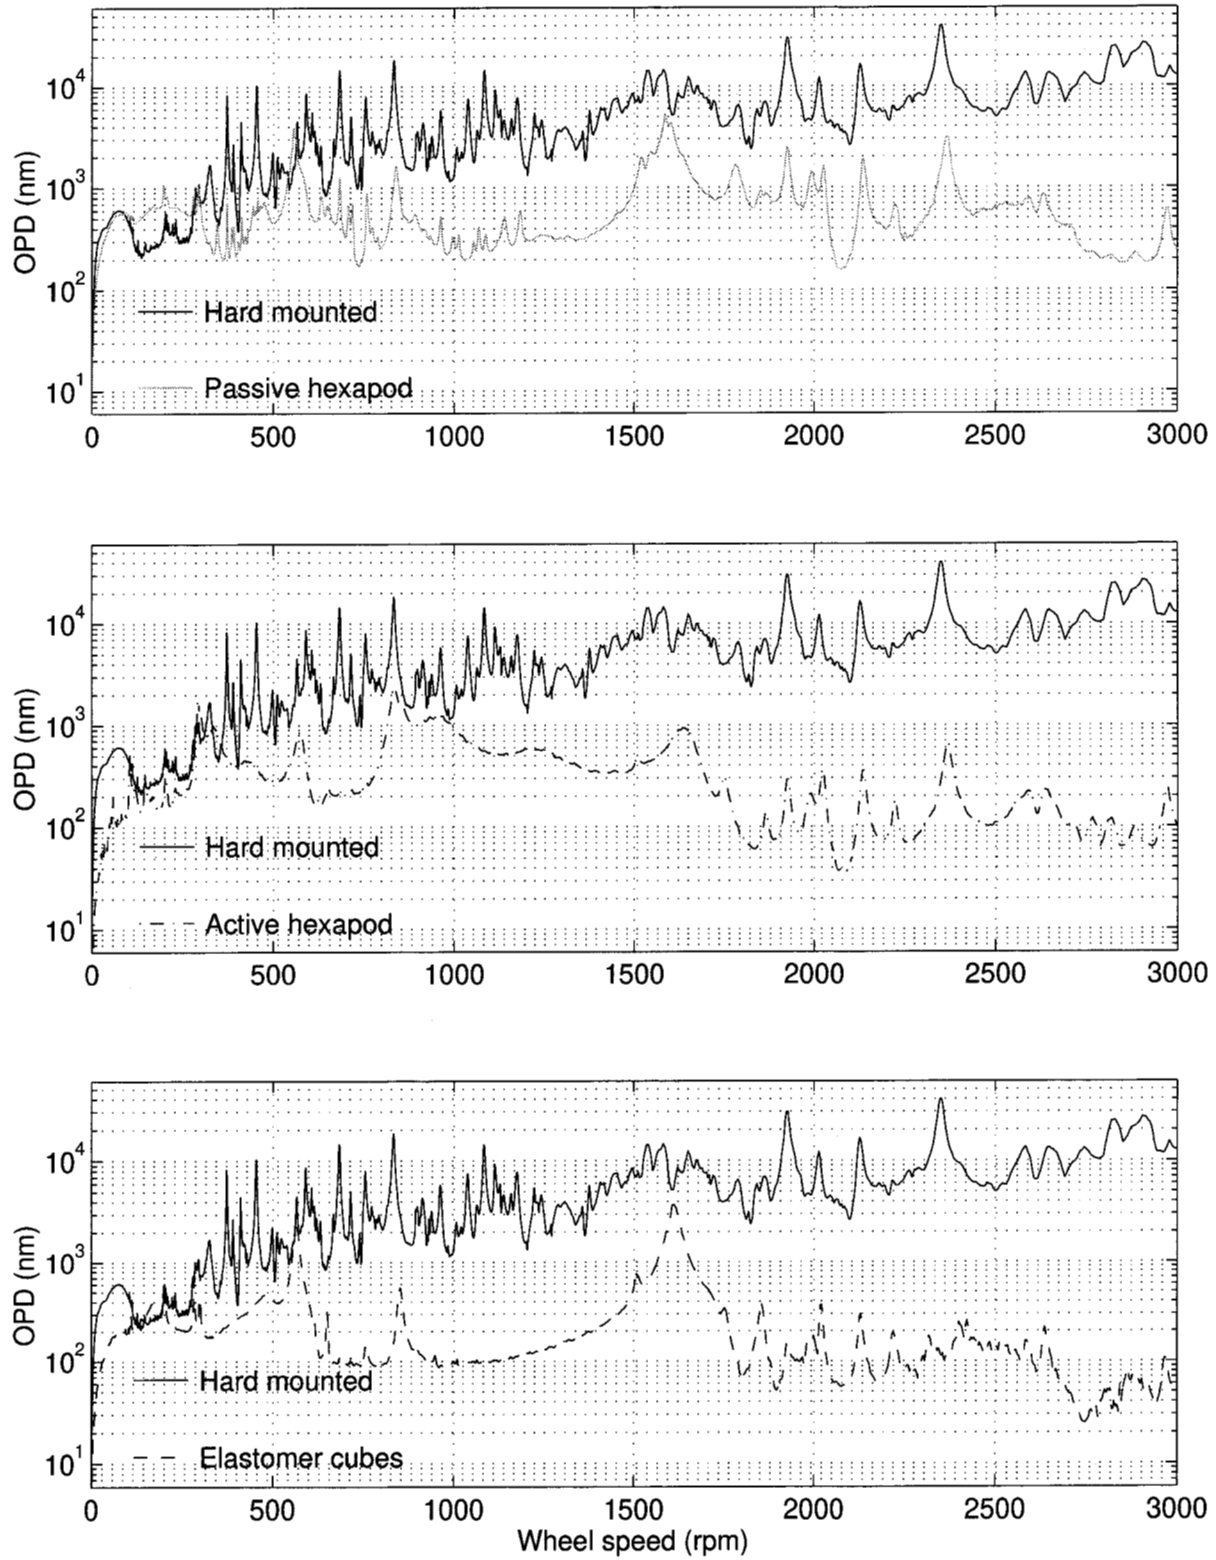 OPD (nm)
10^4
10^3
10^2
10^1
Hard mounted
Passive hexapod
0 500 1000 1500 2000 2500 3000
OPD (nm)
10^4
10^3
10^2
10^1
Hard mounted
Active hexapod
0 500 1000 1500 2000 2500 3000
OPD (nm)
10^4
10^3
10^2
10^1
Hard mounted
Elastomer cubes
0 500 1000 1500 2000 2500 3000
Wheel speed (rpm)